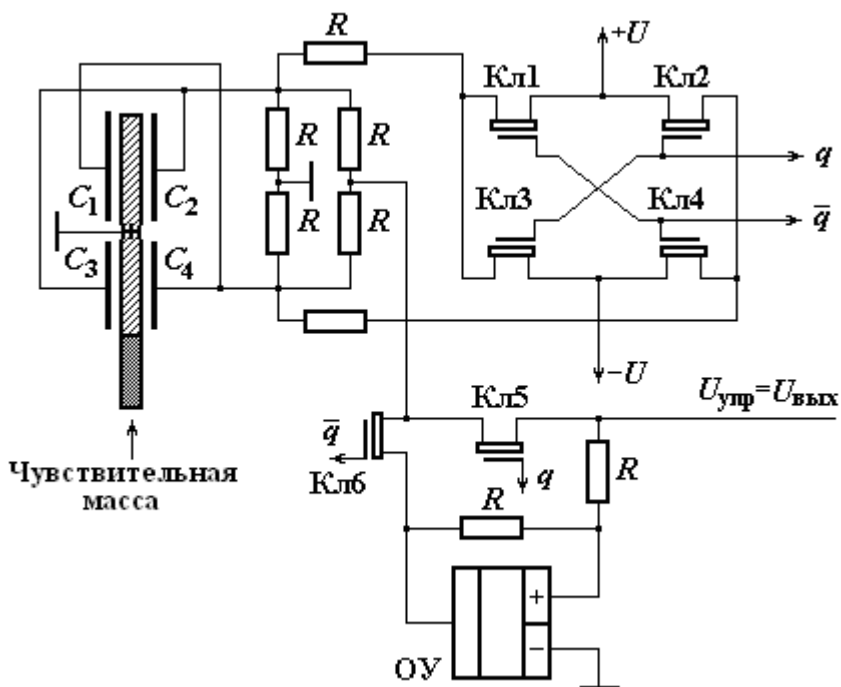 R
+U
Кл1
Кл2
R
R
q
C1
C2
Кл3
Кл4
R
R
q̄
C3
C4
−U
Кл5
Uупр=Uвых
q̄
Чувствительная
масса
Кл6
q
R
R
+
−
ОУ